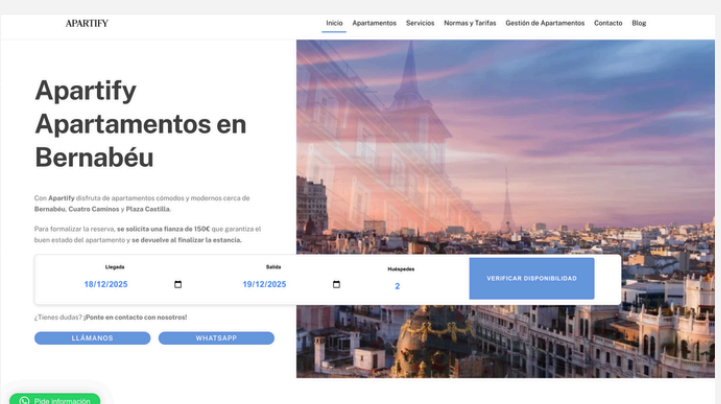 APARTIFY
Inicio Apartamentos Servicios Normas y Tarifas Gestión de Apartamentos Contacto Blog
Apartify
Apartamentos en
Bernabéu
Con Apartify disfruta de apartamentos cómodos y modernos cerca de
Bernabéu, Cuatro Caminos y Plaza Castilla.
Para formalizar la reserva, se solicita una fianza de 150€ que garantiza el
buen estado del apartamento y se devuelve al finalizar la estancia.
Llegada Salida Huéspedes
18/12/2025 19/12/2025 2
VERIFICAR DISPONIBILIDAD
¿Tienes dudas? ¡Ponte en contacto con nosotros!
LLÁMANOS WHATSAPP
Pide información